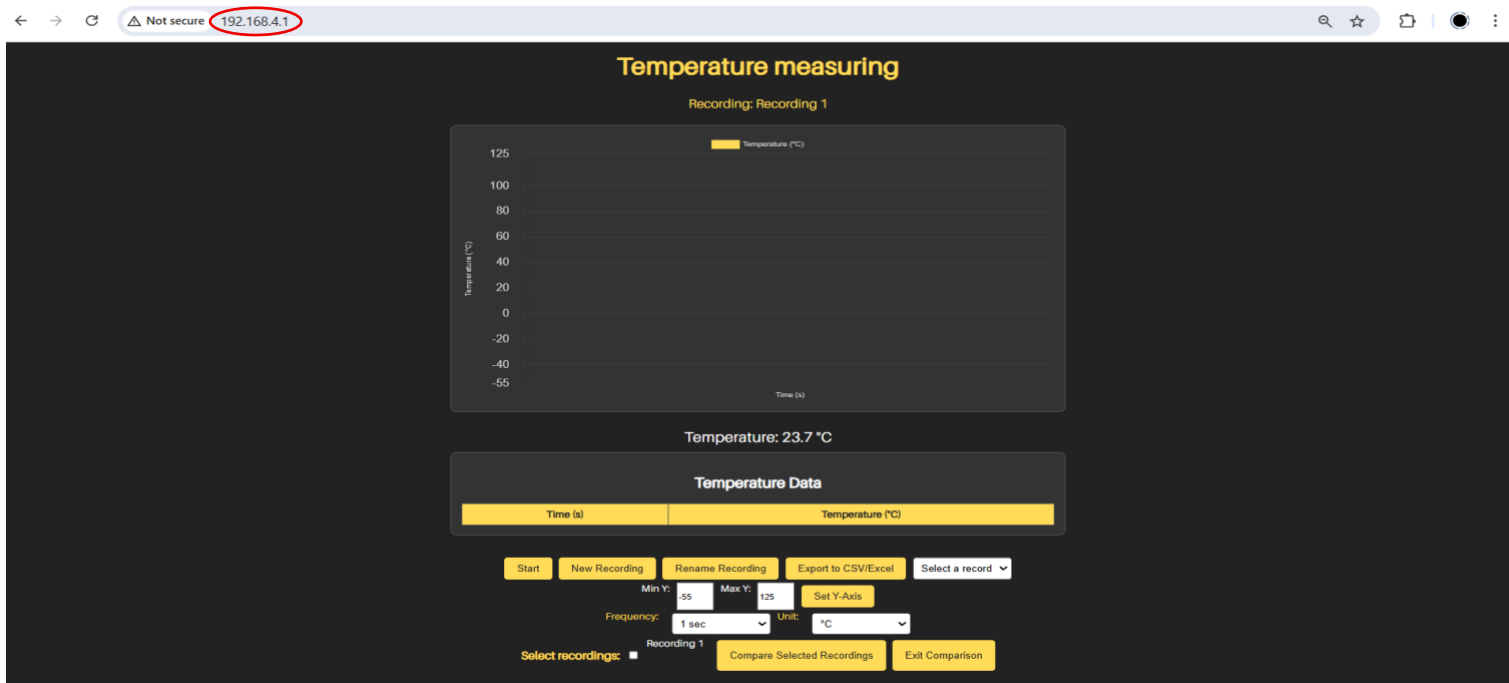 Not secure 192.168.4.1
Temperature measuring
Recording: Recording 1
Temperature (°C)
125
100
80
60
40
20
0
-20
-40
-55
Temperature (°C)
Time (s)
Temperature: 23.7 °C
Temperature Data
Time (s) Temperature (°C)
Start New Recording Rename Recording Export to CSV/Excel Select a record
Min Y: -55 Max Y: 125 Set Y-Axis
Frequency: 1 sec Unit: °C
Select recordings: Recording 1 Compare Selected Recordings Exit Comparison